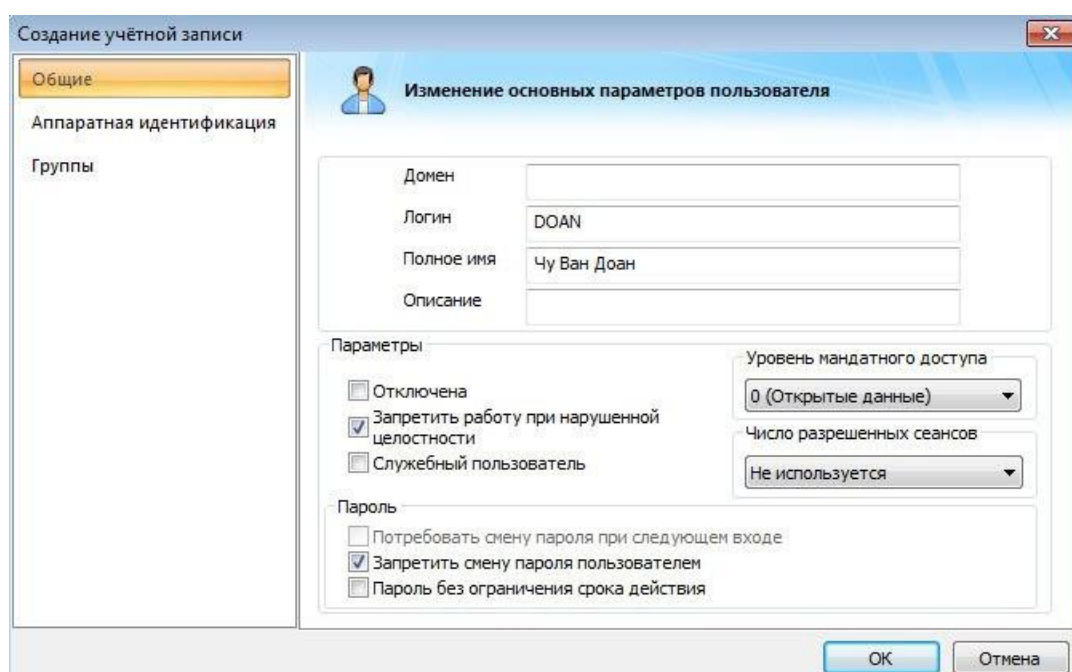 Создание учётной записи
Общие
Аппаратная идентификация
Группы
Изменение основных параметров пользователя
Домен
Логин
DOAN
Полное имя
Чу Ван Доан
Описание
Параметры
Отключена
Запретить работу при нарушенной
целостности
Служебный пользователь
Уровень мандатного доступа
0 (Открытые данные)
Число разрешенных сеансов
Не используется
Пароль
Потребовать смену пароля при следующем входе
Запретить смену пароля пользователем
Пароль без ограничения срока действия
ОК
Отмена